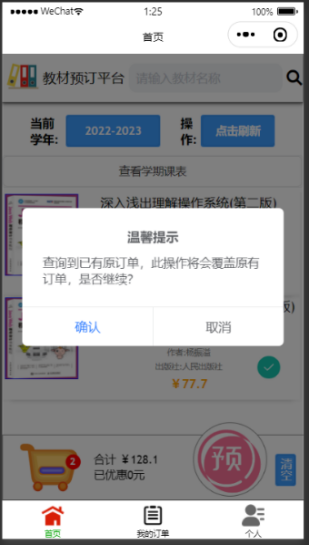 ●●●●● WeChat
1:25
100%
首页
教材预订平台
请输入教材名称
当前学年:
2022-2023
操作:
点击刷新
查看学期课表
深入浅出理解操作系统(第二版)
温馨提示
查询到已有原订单，此操作将会覆盖原有
订单，是否继续?
确认
取消
版)
出版社:人民出版社
￥77.7
2
合计 ￥128.1
已优惠0元
预
清空
首页
我的订单
个人